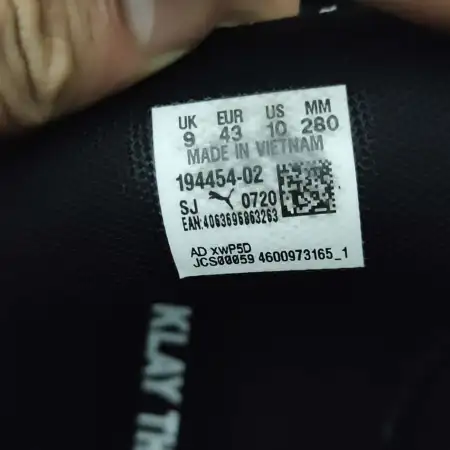 UK EUR US MM
9 43 10 280
MADE IN VIETNAM
194454-02
SJ 0720
EAN:4063696863263
AD xwP5D
JCS00059 4600973165_1
KLAY TH